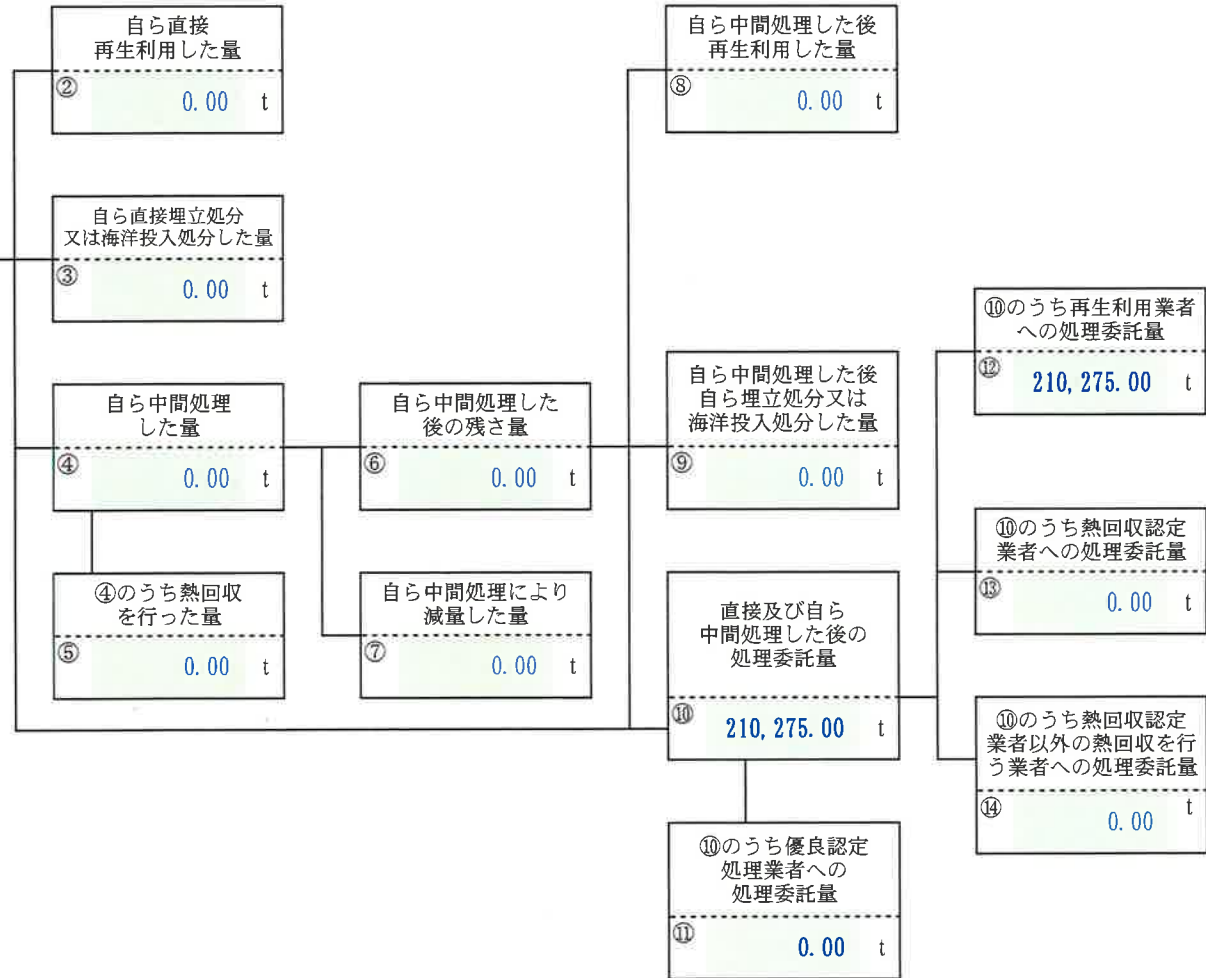 自ら直接
再生利用した量
② 0.00 t
自ら直接埋立処分
又は海洋投入処分した量
③ 0.00 t
自ら中間処理
した量
④ 0.00 t
④のうち熱回収
を行った量
⑤ 0.00 t
自ら中間処理した
後の残さ量
⑥ 0.00 t
自ら中間処理により
減量した量
⑦ 0.00 t
自ら中間処理した後
再生利用した量
⑧ 0.00 t
自ら中間処理した後
自ら埋立処分又は
海洋投入処分した量
⑨ 0.00 t
直接及び自ら
中間処理した後の
処理委託量
⑩ 210,275.00 t
⑩のうち優良認定
処理業者への
処理委託量
⑪ 0.00 t
⑩のうち再生利用業者
への処理委託量
⑫ 210,275.00 t
⑩のうち熱回収認定
業者への処理委託量
⑬ 0.00 t
⑩のうち熱回収認定
業者以外の熱回収を行
う業者への処理委託量
⑭ 0.00 t